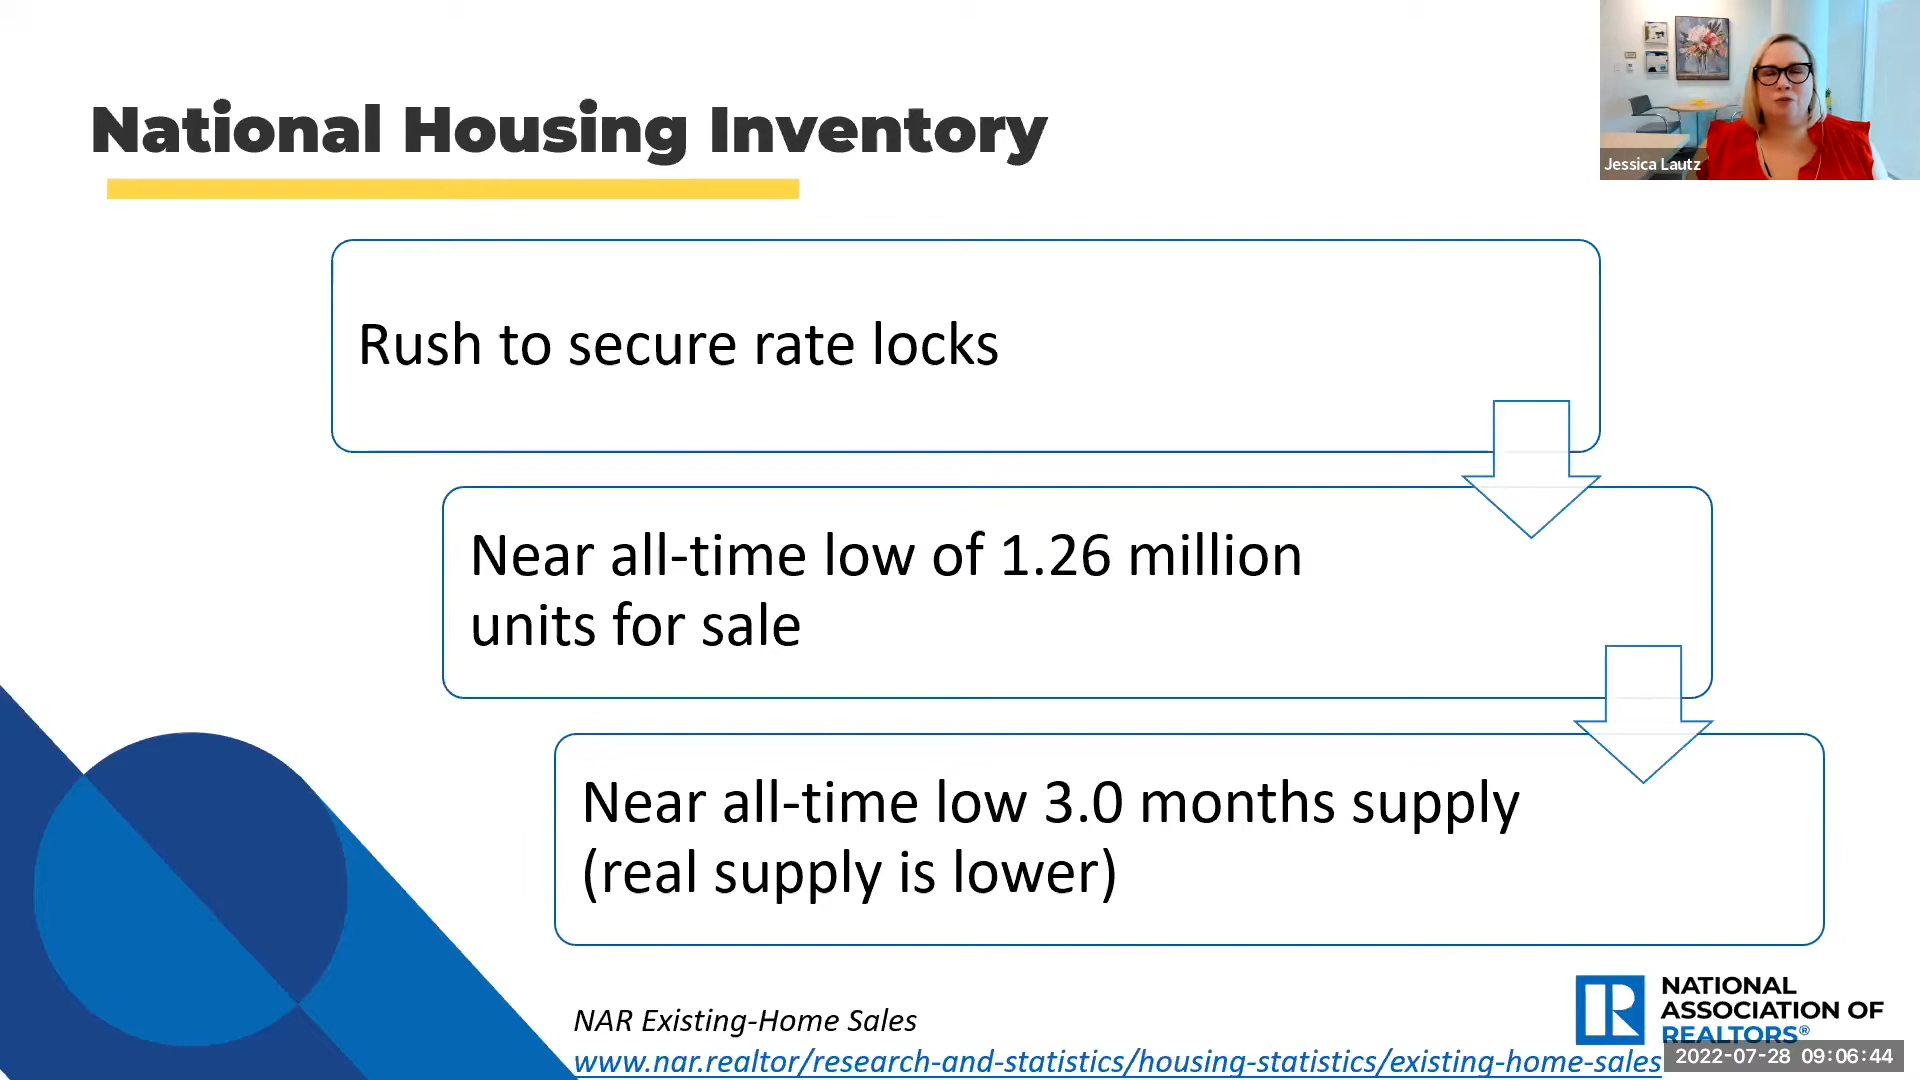 National Housing Inventory
Jessica Lautz
Rush to secure rate locks
Near all-time low of 1.26 million
units for sale
Near all-time low 3.0 months supply
(real supply is lower)
NAR Existing-Home Sales
www.nar.realtor/research-and-statistics/housing-statistics/existing-home-sales
NATIONAL
ASSOCIATION OF
REALTORS®
2022-07-28 09:06:44